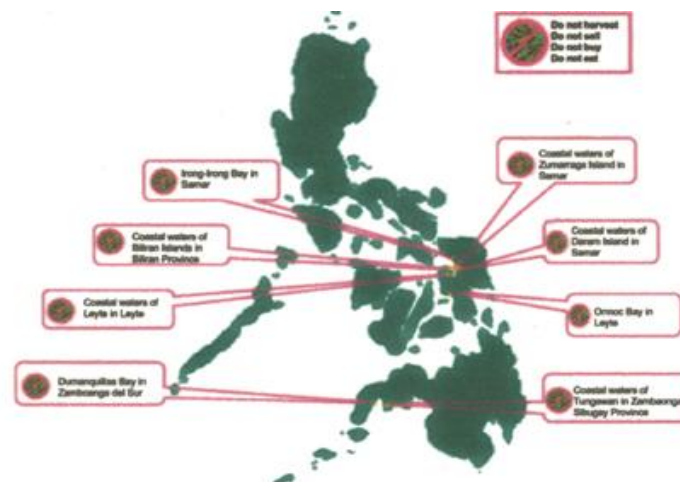 Do not harvest
Do not sell
Do not buy
Do not eat
Irong-Irong Bay in
Samar
Coastal waters of
Zumarraga Island in
Samar
Coastal waters of
Biliran Islands in
Biliran Province
Coastal waters of
Daram Island in
Samar
Coastal waters of
Leyte in Leyte
Ormoc Bay in
Leyte
Dumanquillas Bay in
Zamboanga del Sur
Coastal waters of
Tungawan in Zamboanga
Sibugay Province